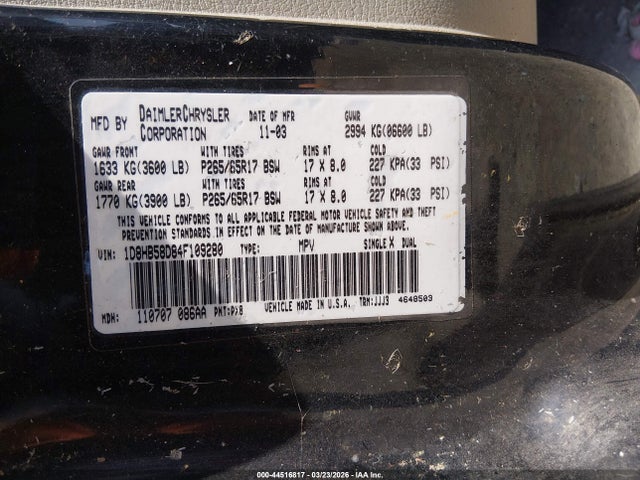 MFD BY DAIMLERCHRYSLER CORPORATION DATE OF MFR 11-03 GVWR 2994 KG(06600 LB)
GAWR FRONT WITH TIRES RIMS AT COLD
1633 KG(3600 LB) P265/65R17 BSW 17 X 8.0 227 KPA(33 PSI)
GAWR REAR WITH TIRES RIMS AT COLD
1770 KG(3900 LB) P265/65R17 BSW 17 X 8.0 227 KPA(33 PSI)
THIS VEHICLE CONFORMS TO ALL APPLICABLE FEDERAL MOTOR VEHICLE SAFETY AND THEFT
PREVENTION STANDARDS IN EFFECT ON THE DATE OF MANUFACTURE SHOWN ABOVE.
VIN: 1D8HB58D84F109280 TYPE: MPV SINGLE X DUAL
MDH: 110707 086AA PNT:PX8 VEHICLE MADE IN U.S.A. TRM:JJJ3 4648503
000-44516817 - 03/23/2026 - IAA Inc.